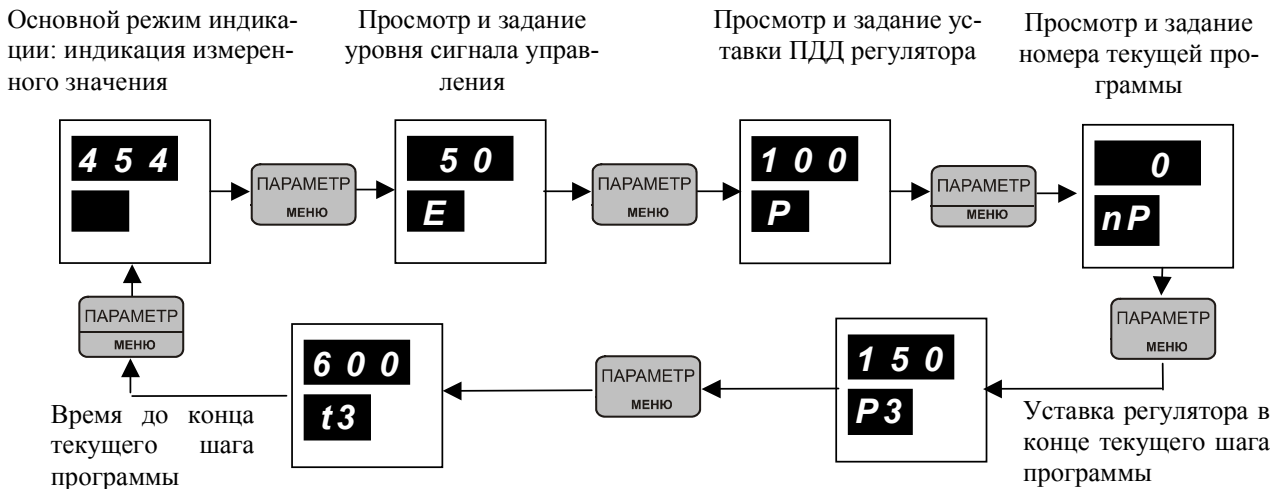 Основной режим индика-
ции: индикация измерен-
ного значения
Просмотр и задание
уровня сигнала управ-
ления
Просмотр и задание ус-
тавки ПДД регулятора
Просмотр и задание
номера текущей про-
граммы
4 5 4
ПАРАМЕТР
МЕНЮ
5 0
E
ПАРАМЕТР
МЕНЮ
1 0 0
P
ПАРАМЕТР
МЕНЮ
0
nP
ПАРАМЕТР
МЕНЮ
6 0 0
t3
ПАРАМЕТР
МЕНЮ
1 5 0
P3
ПАРАМЕТР
МЕНЮ
Время до конца
текущего шага
программы
Уставка регулятора в
конце текущего шага
программы